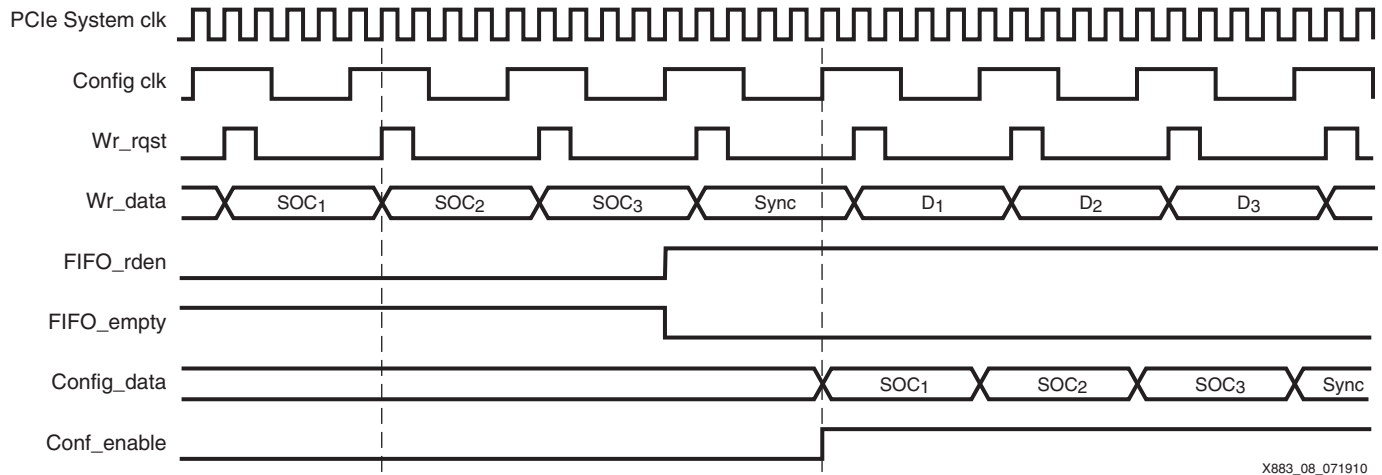 PCIe System clk
Config clk
Wr_rqst
Wr_data SOC1 SOC2 SOC3 Sync D1 D2 D3
FIFO_rden
FIFO_empty
Config_data SOC1 SOC2 SOC3 Sync
Conf_enable
X883_08_071910